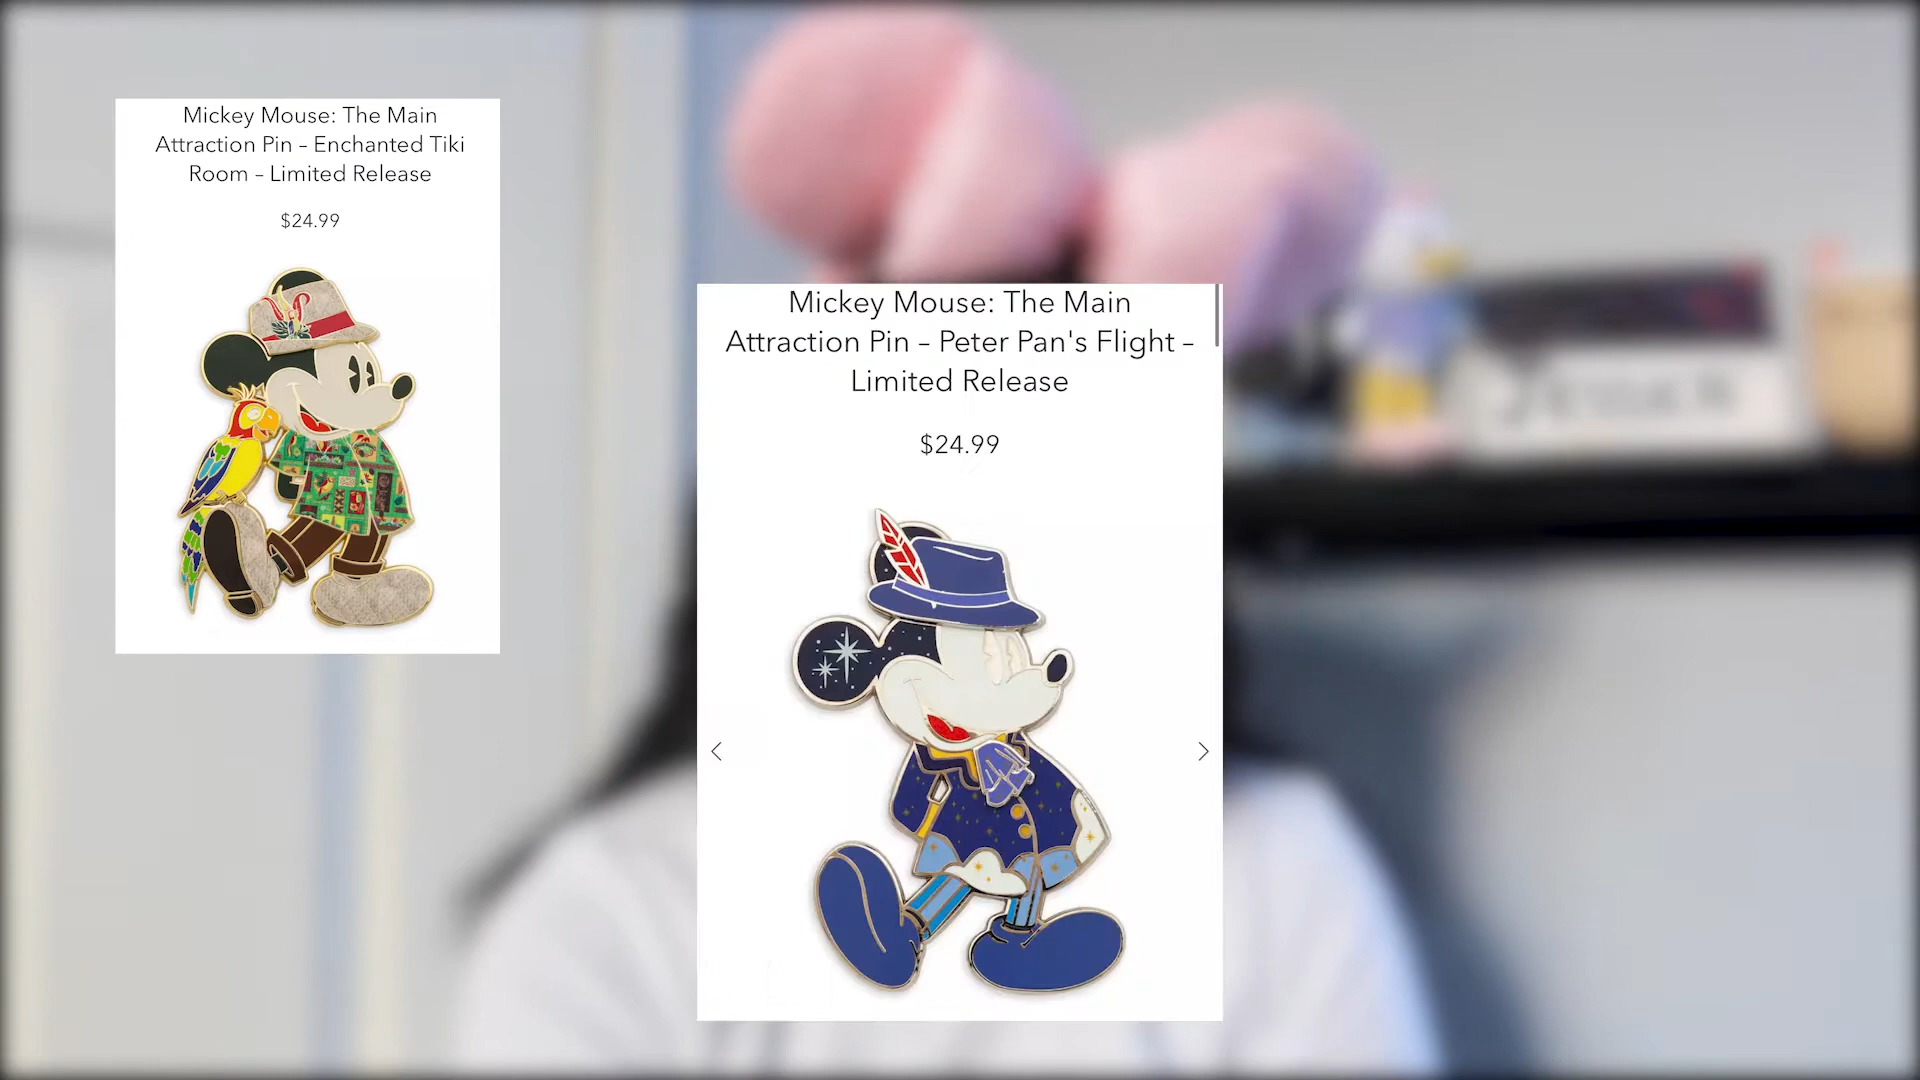 Mickey Mouse: The Main
Attraction Pin – Enchanted Tiki
Room – Limited Release
$24.99
Mickey Mouse: The Main
Attraction Pin – Peter Pan's Flight –
Limited Release
$24.99